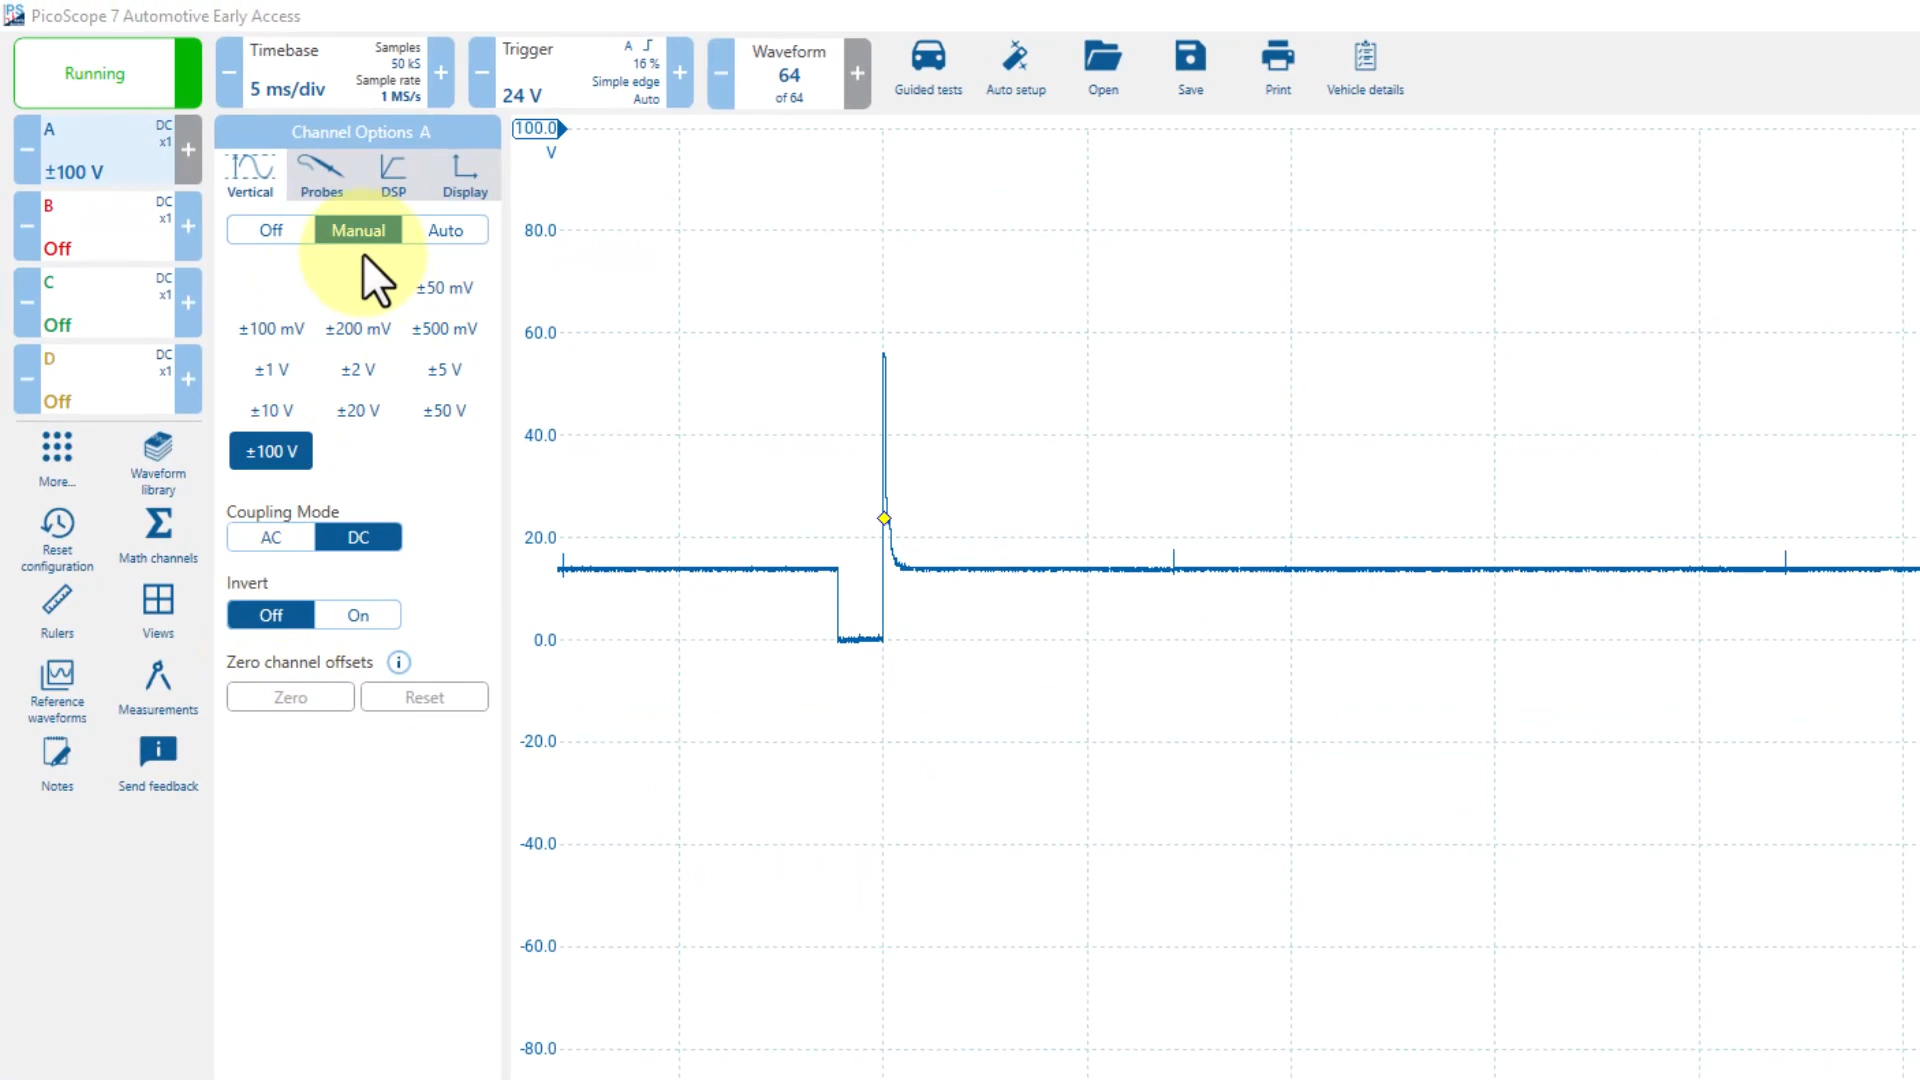 PicoScope 7 Automotive Early Access
Running
Timebase
5 ms/div
Samples
50 kS
Sample rate
1 MS/s
Trigger
24 V
A
16 %
Simple edge
Auto
Waveform
64
of 64
Guided tests
Auto setup
Open
Save
Print
Vehicle details
A
DC
x1
±100 V
B
DC
x1
Off
C
DC
x1
Off
D
DC
x1
Off
More...
Waveform
library
Reset
configuration
Math channels
Rulers
Views
Reference
waveforms
Measurements
Notes
Send feedback
Channel Options A
Vertical
Probes
DSP
Display
Off
Manual
Auto
±50 mV
±100 mV
±200 mV
±500 mV
±1 V
±2 V
±5 V
±10 V
±20 V
±50 V
±100 V
Coupling Mode
AC
DC
Invert
Off
On
Zero channel offsets
Zero
Reset
100.0
V
80.0
60.0
40.0
20.0
0.0
-20.0
-40.0
-60.0
-80.0